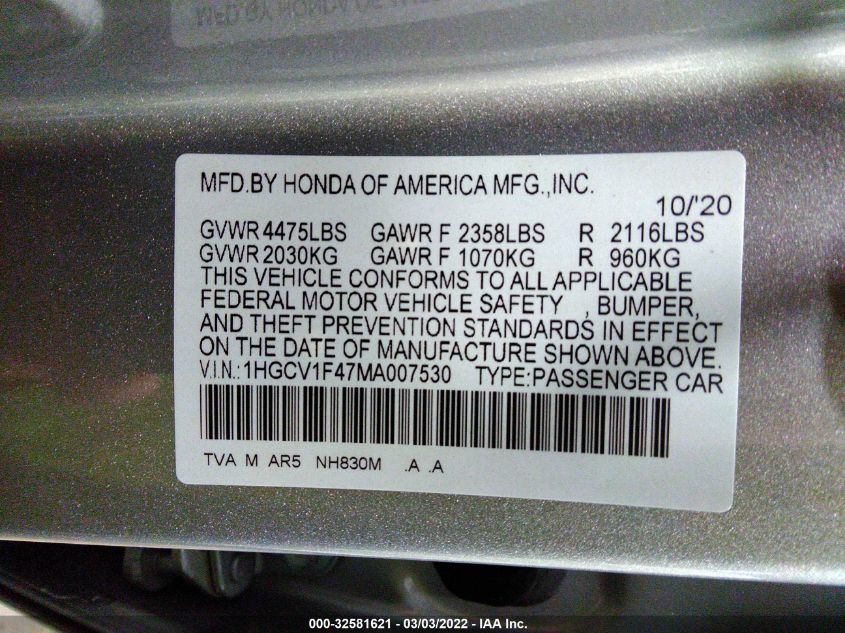 MFD.BY HONDA OF AMERICA MFG.,INC.
10/'20
GVWR 4475LBS GAWR F 2358LBS R 2116LBS
GVWR 2030KG GAWR F 1070KG R 960KG
THIS VEHICLE CONFORMS TO ALL APPLICABLE
FEDERAL MOTOR VEHICLE SAFETY , BUMPER,
AND THEFT PREVENTION STANDARDS IN EFFECT
ON THE DATE OF MANUFACTURE SHOWN ABOVE.
V.I.N.:1HGCV1F47MA007530 TYPE:PASSENGER CAR
TVA M AR5 NH830M .A .A
000-32581621 - 03/03/2022 - IAA Inc.